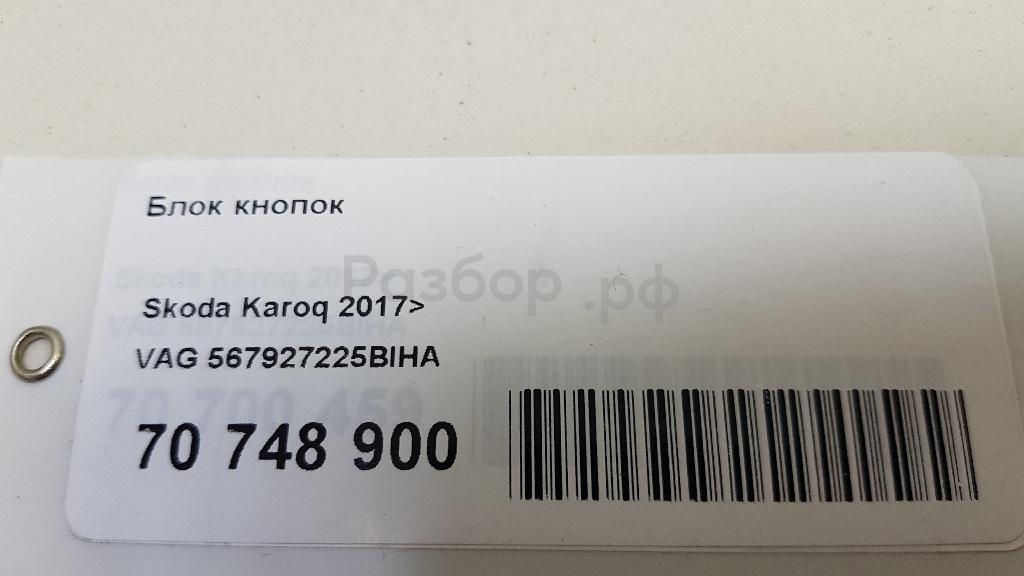 Блок кнопок
Разбор.рф
Skoda Karoq 2017>
VAG 567927225BIHA
70 748 900